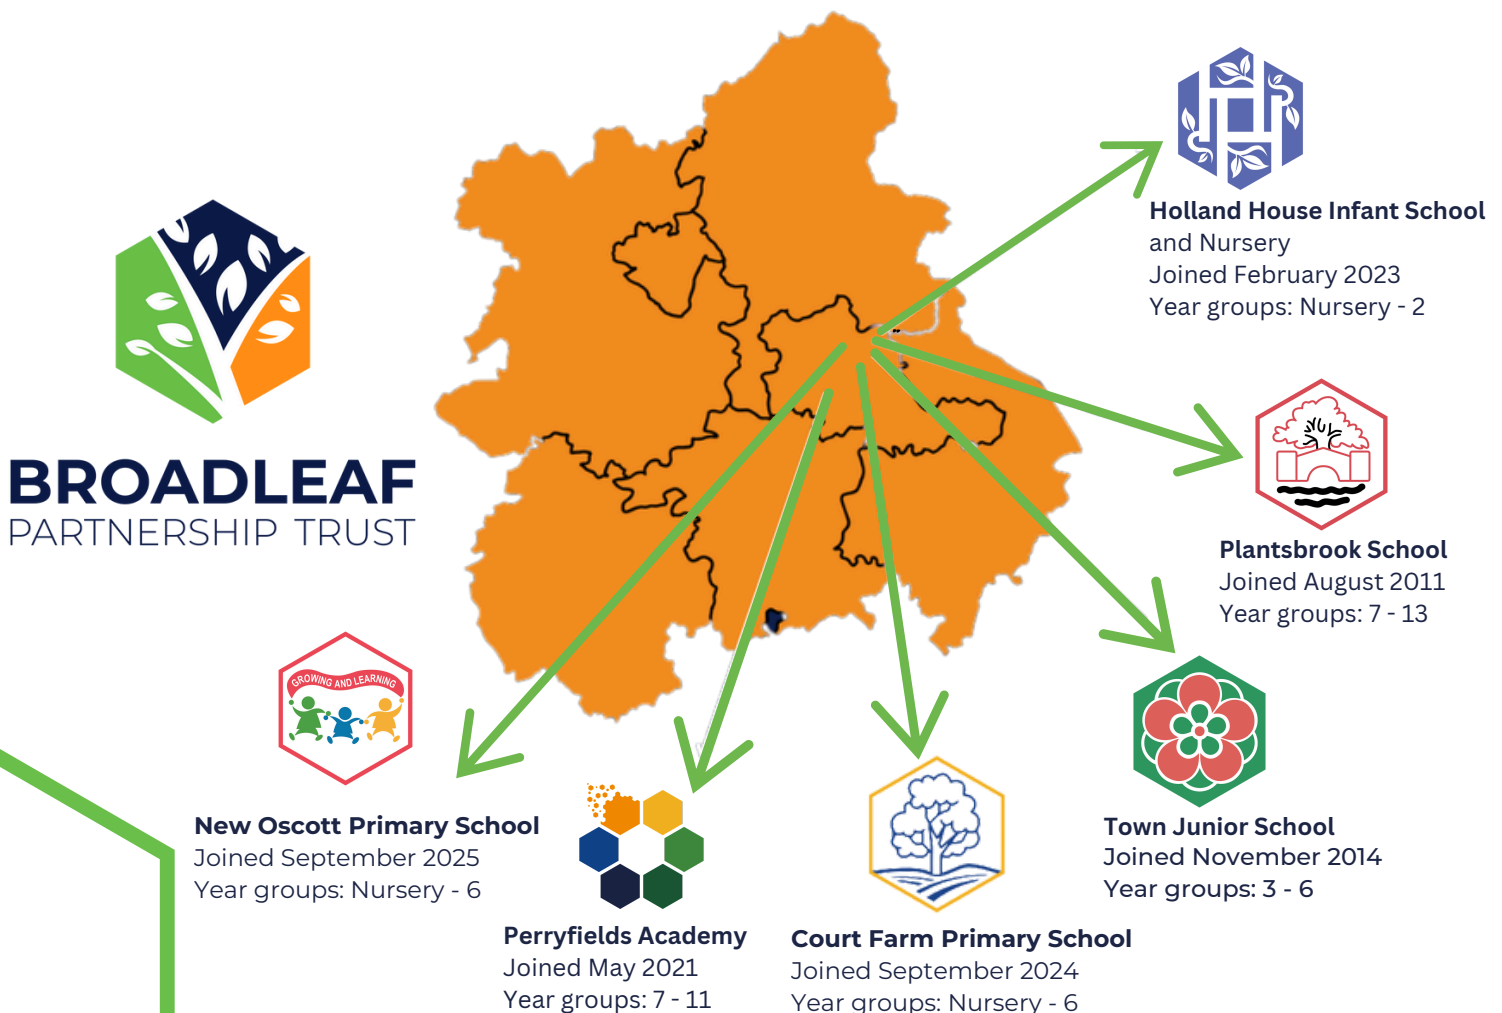 BROADLEAF
PARTNERSHIP TRUST
Holland House Infant School
and Nursery
Joined February 2023
Year groups: Nursery - 2
Plantsbrook School
Joined August 2011
Year groups: 7 - 13
Town Junior School
Joined November 2014
Year groups: 3 - 6
Court Farm Primary School
Joined September 2024
Year groups: Nursery - 6
Perryfields Academy
Joined May 2021
Year groups: 7 - 11
GROWING AND LEARNING
New Oscott Primary School
Joined September 2025
Year groups: Nursery - 6